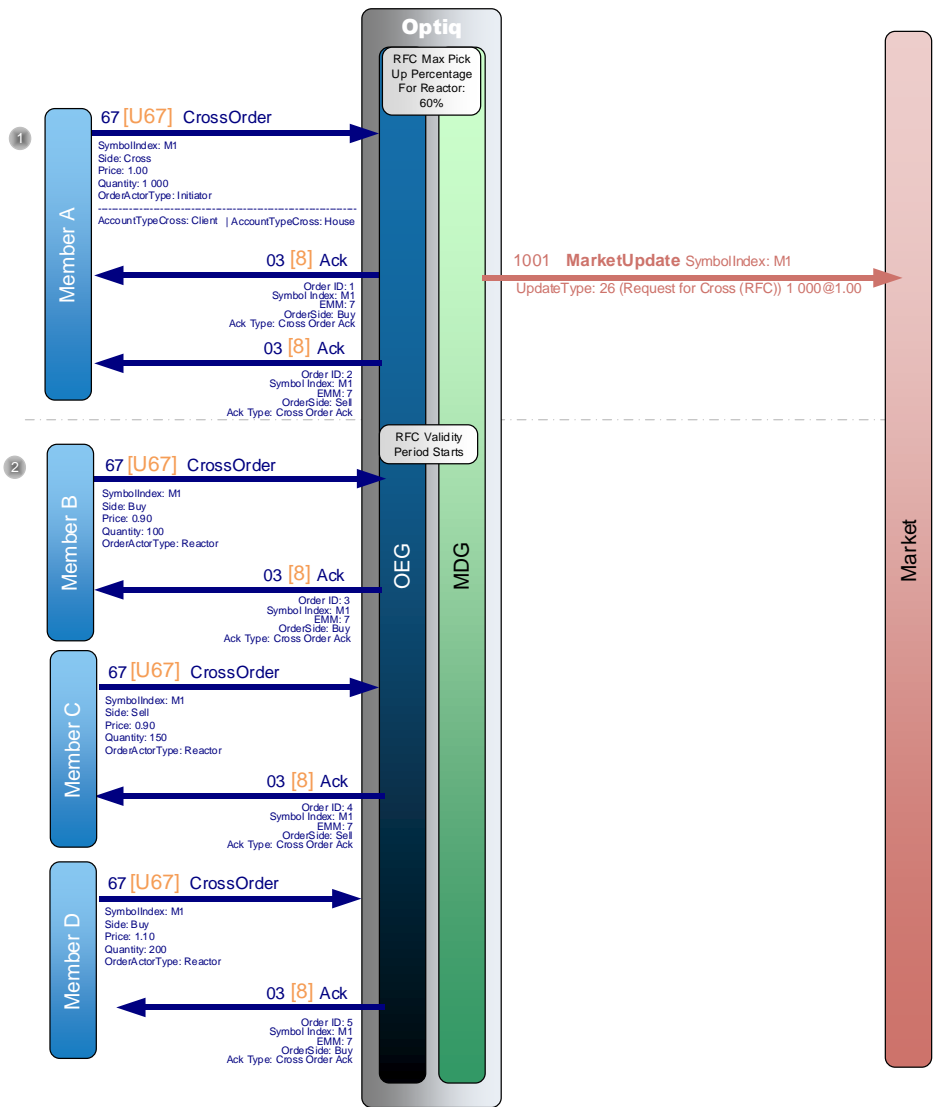 Optiq
RFC Max Pick
Up Percentage
For Reactor:
60%
1
Member A
67 [U67] CrossOrder
SymbolIndex: M1
Side: Cross
Price: 1.00
Quantity: 1 000
OrderActorType: Initiator
AccountTypeCross: Client | AccountTypeCross: House
03 [8] Ack
Order ID: 1
Symbol Index: M1
EMM: 7
OrderSide: Buy
Ack Type: Cross Order Ack
1001 MarketUpdate SymbolIndex: M1
UpdateType: 26 (Request for Cross (RFC)) 1 000@1.00
03 [8] Ack
Order ID: 2
Symbol Index: M1
EMM: 7
OrderSide: Sell
Ack Type: Cross Order Ack
RFC Validity
Period Starts
2
Member B
67 [U67] CrossOrder
SymbolIndex: M1
Side: Buy
Price: 0.90
Quantity: 100
OrderActorType: Reactor
OEG
MDG
Market
03 [8] Ack
Order ID: 3
Symbol Index: M1
EMM: 7
OrderSide: Buy
Ack Type: Cross Order Ack
Member C
67 [U67] CrossOrder
SymbolIndex: M1
Side: Sell
Price: 0.90
Quantity: 150
OrderActorType: Reactor
03 [8] Ack
Order ID: 4
Symbol Index: M1
EMM: 7
OrderSide: Sell
Ack Type: Cross Order Ack
Member D
67 [U67] CrossOrder
SymbolIndex: M1
Side: Buy
Price: 1.10
Quantity: 200
OrderActorType: Reactor
03 [8] Ack
Order ID: 5
Symbol Index: M1
EMM: 7
OrderSide: Buy
Ack Type: Cross Order Ack